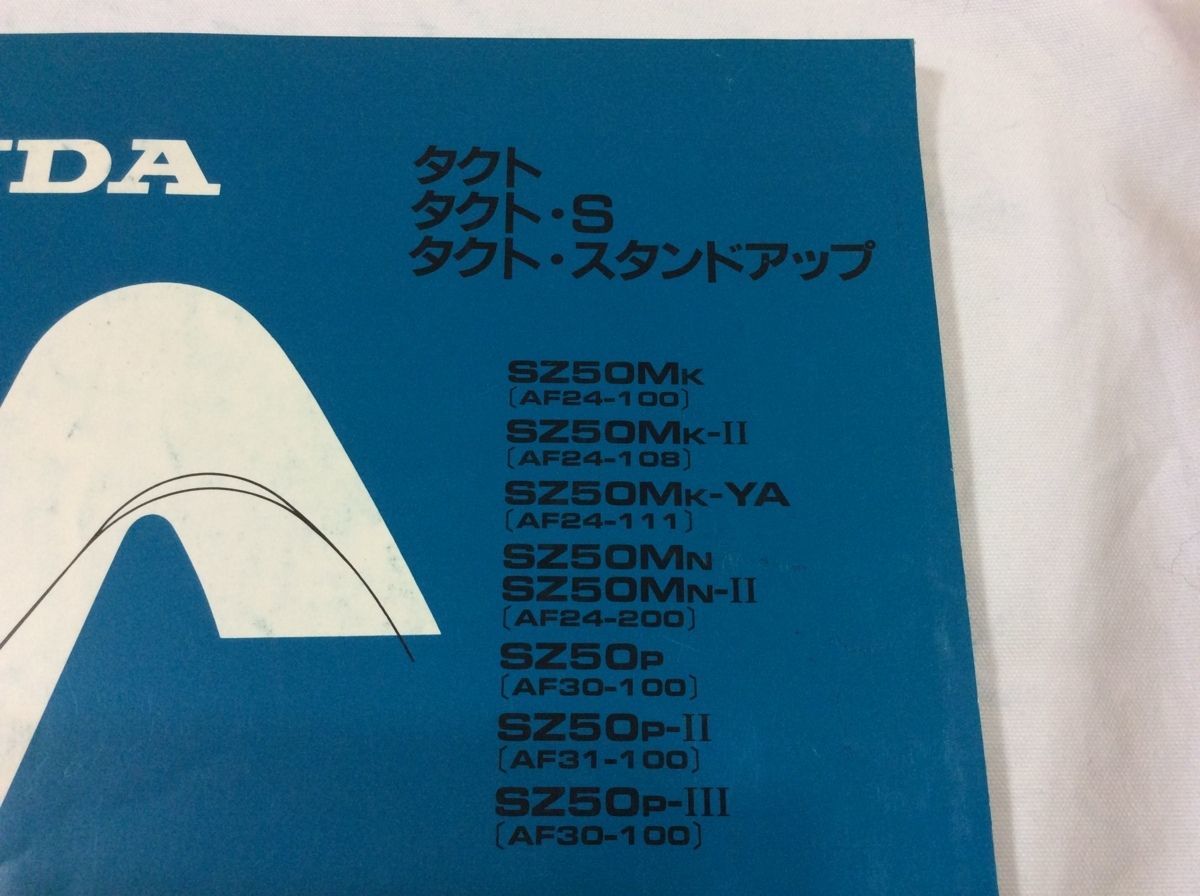 NDA
タクト
タクト・S
タクト・スタンドアップ
SZ50MK
〔AF24-100〕
SZ50MK-II
〔AF24-108〕
SZ50MK-YA
〔AF24-111〕
SZ50MN
SZ50MN-II
〔AF24-200〕
SZ50P
〔AF30-100〕
SZ50P-II
〔AF31-100〕
SZ50P-III
〔AF30-100〕